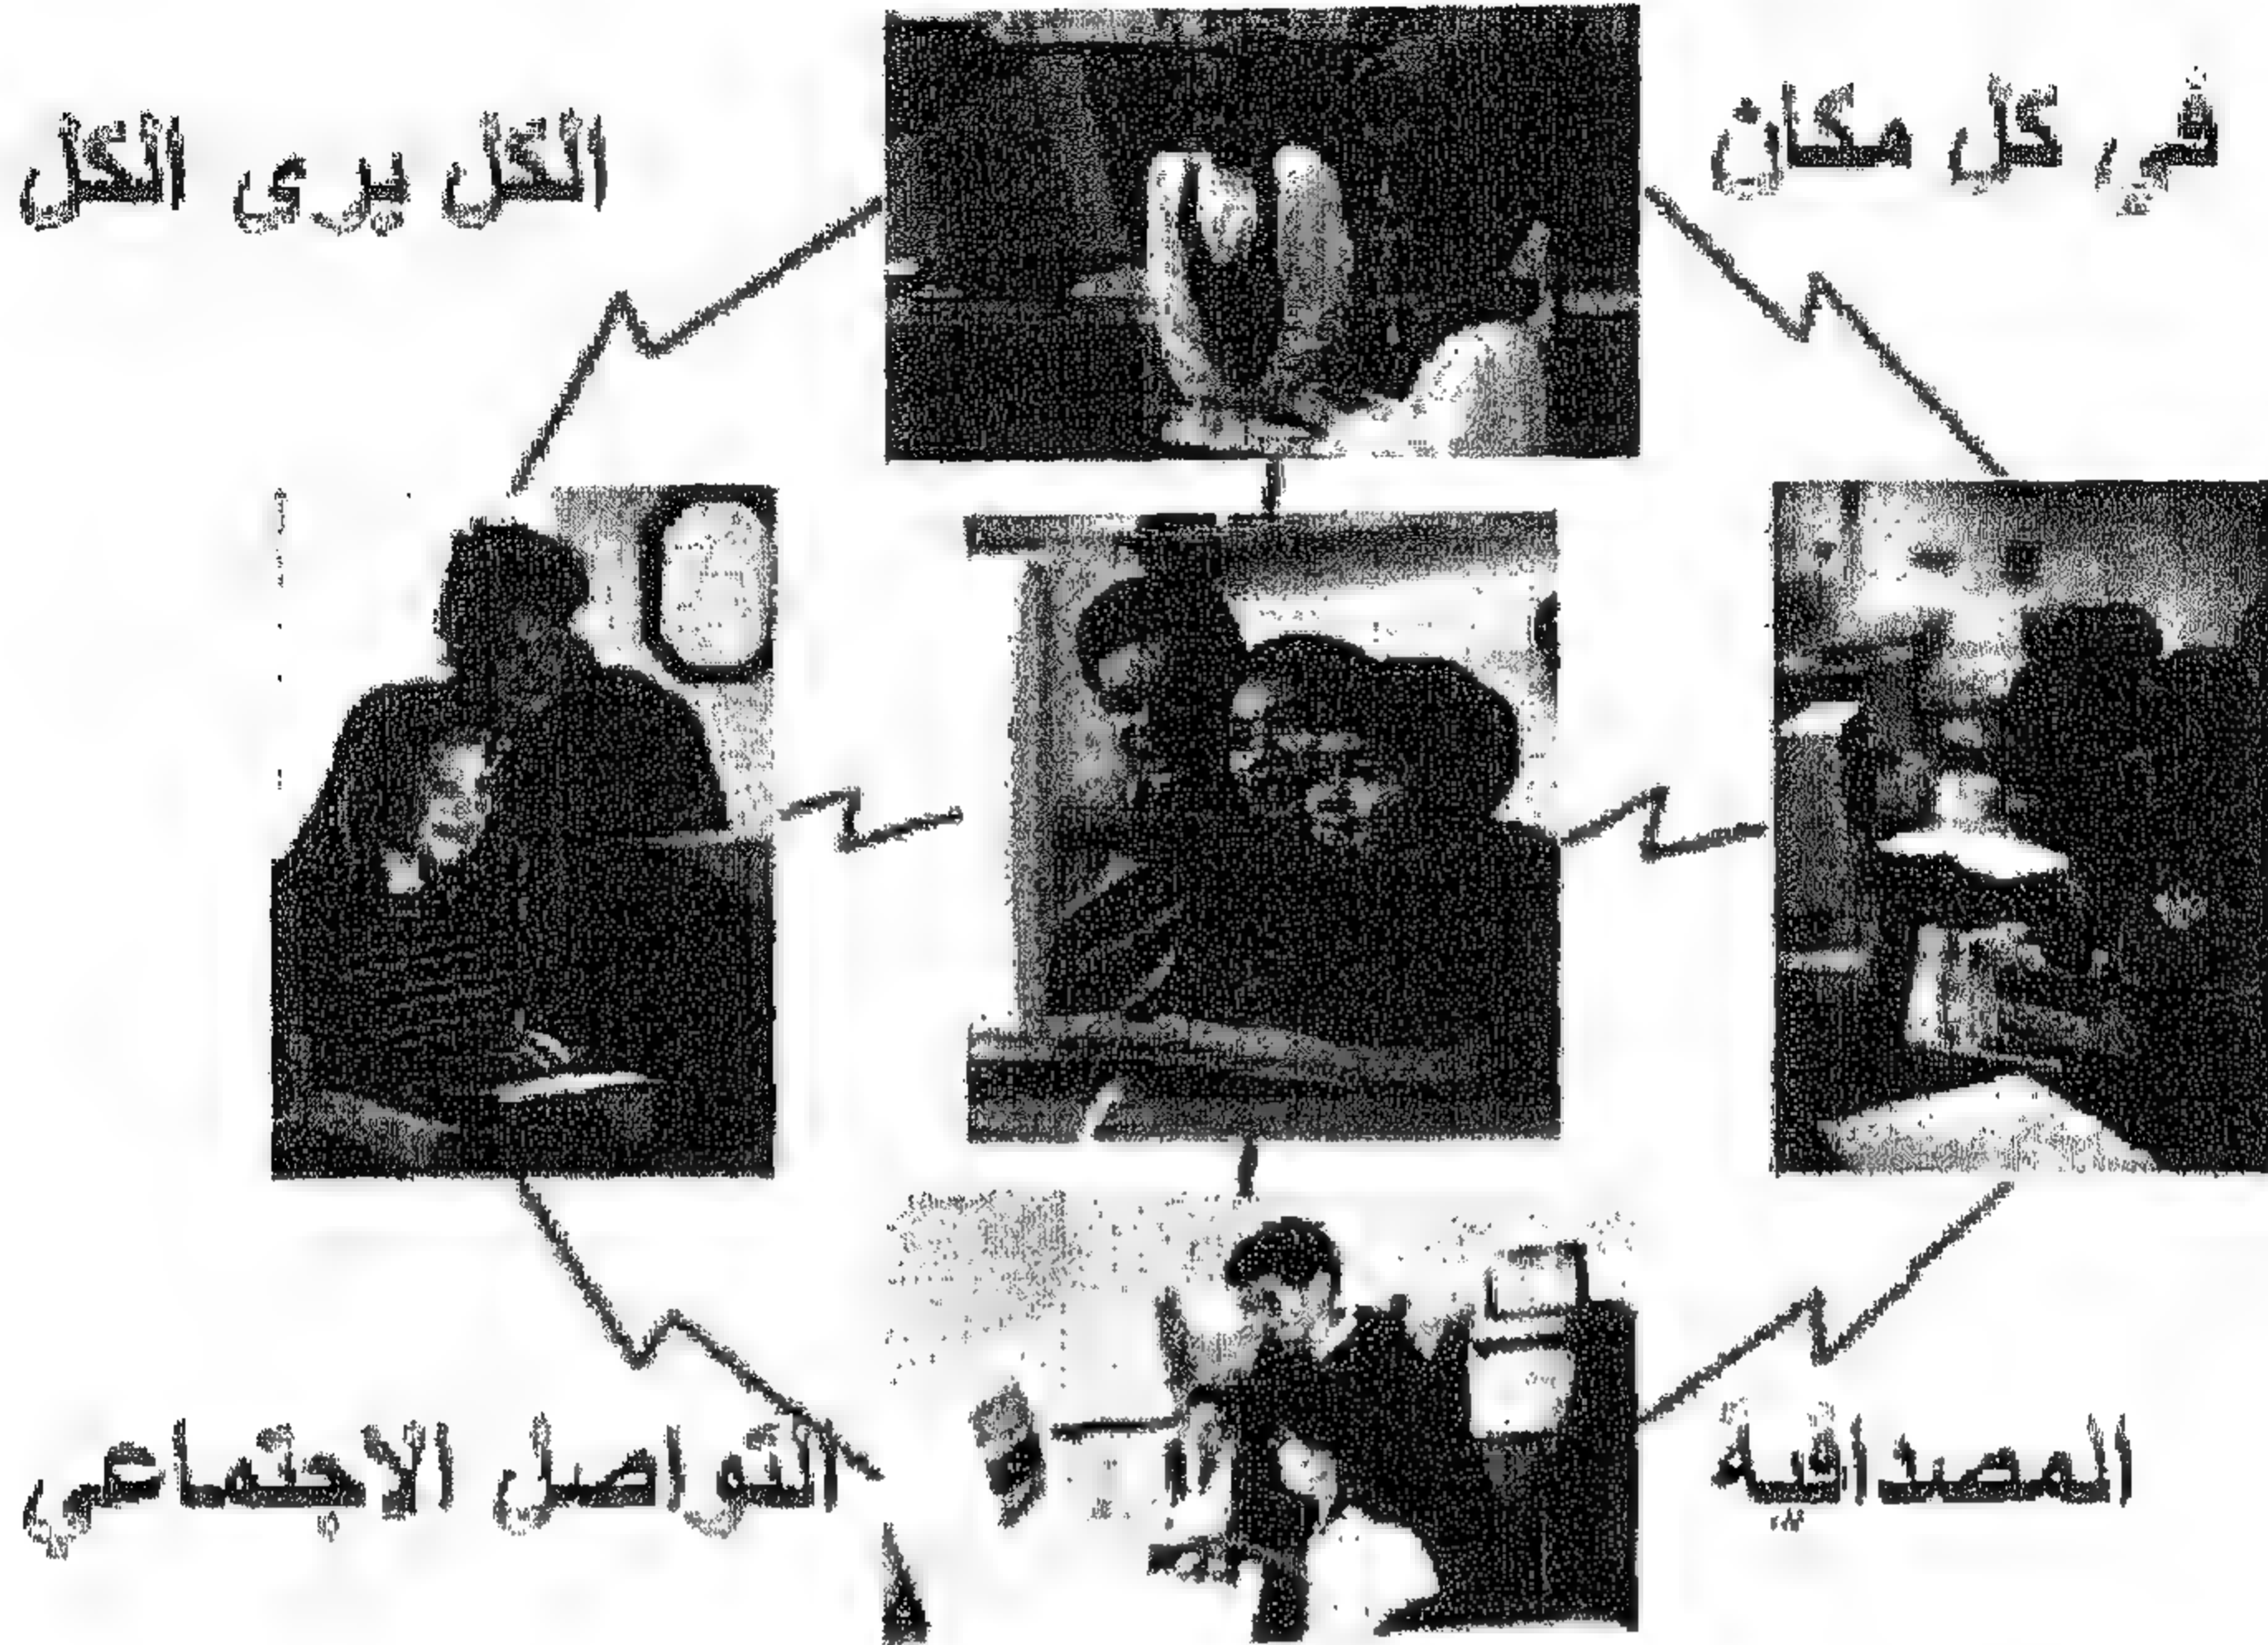 في كل مكان
الكل يرى الكل
المصداقية
التواصل الاجتماعي